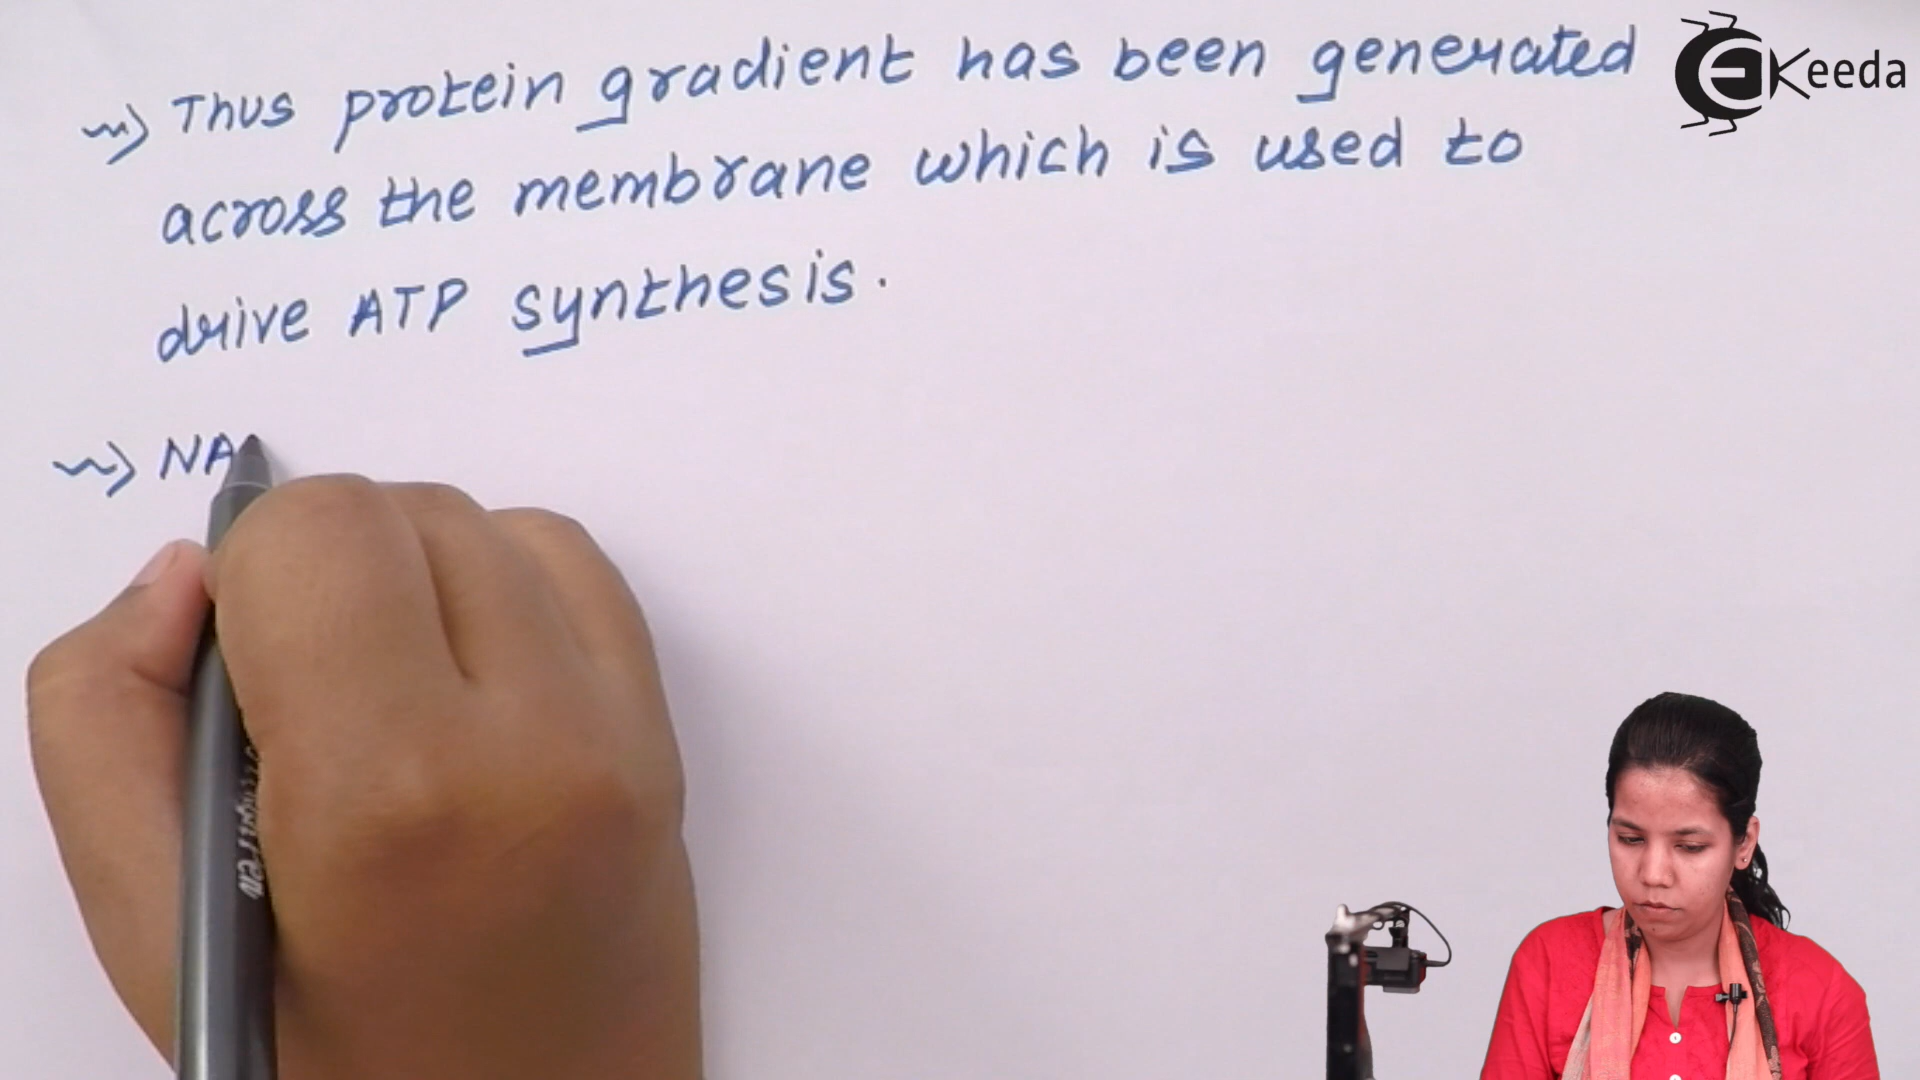 Thus protein gradient has been generated
across the membrane which is used to
drive ATP synthesis.
NA
Keeda